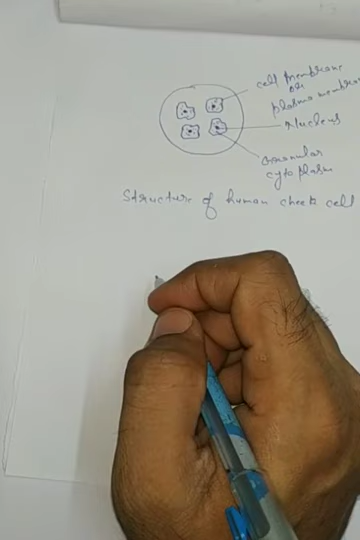 cell membrane
or
plasma membrane
Nucleus
Granular
cytoplasm
Structure of human cheek cell